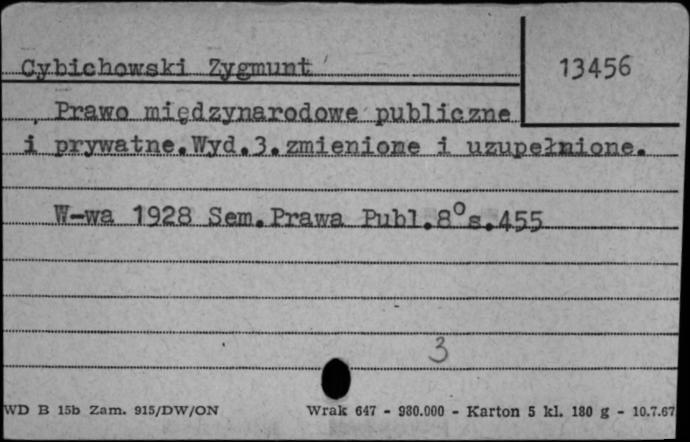 Cybichowski Zygmunt
13456
Prawo międzynarodowe publiczne
i prywatne.Wyd.3.zmienione i uzupełnione.
W-wa 1928 Sem.Prawa Publ.8°s.455
3
WD B 15b Zam. 915/DW/ON Wrak 647 - 980.000 - Karton 5 kl. 180 g - 10.7.67